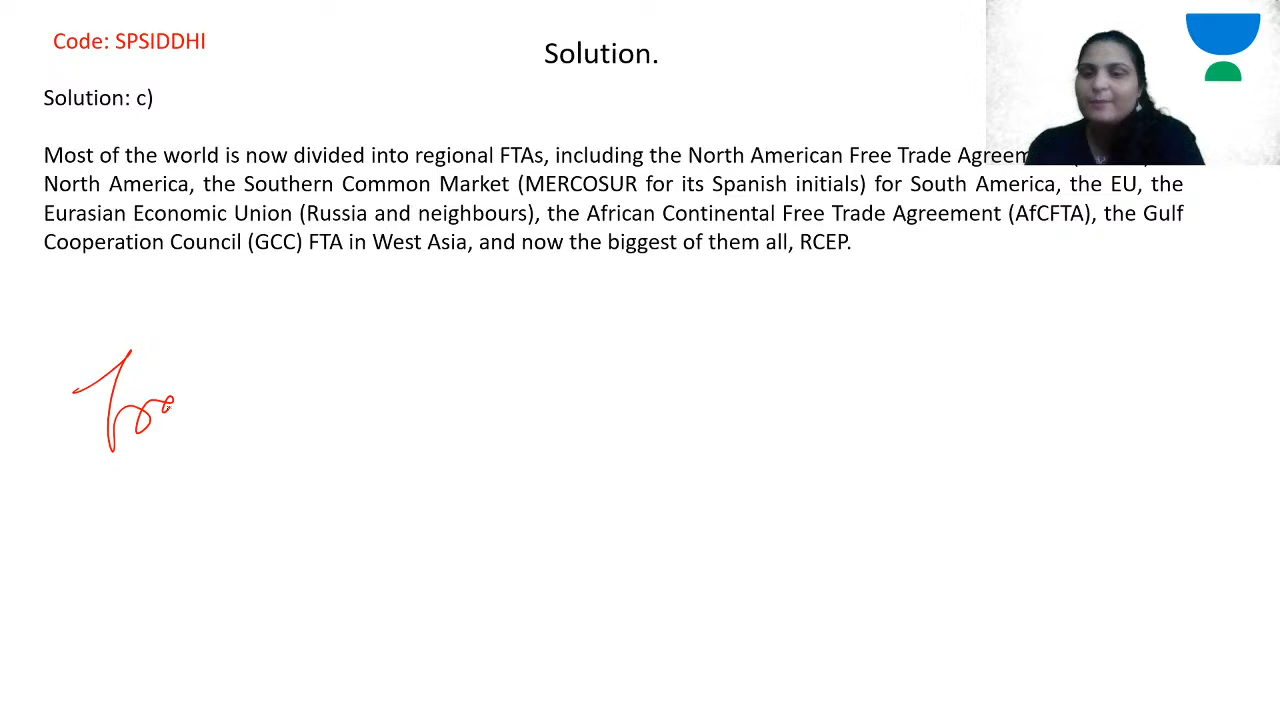 Code: SPSIDDHI
Solution.
Solution: c)
Most of the world is now divided into regional FTAs, including the North American Free Trade Agreem
North America, the Southern Common Market (MERCOSUR for its Spanish initials) for South America, the EU, the
Eurasian Economic Union (Russia and neighbours), the African Continental Free Trade Agreement (AfCFTA), the Gulf
Cooperation Council (GCC) FTA in West Asia, and now the biggest of them all, RCEP.